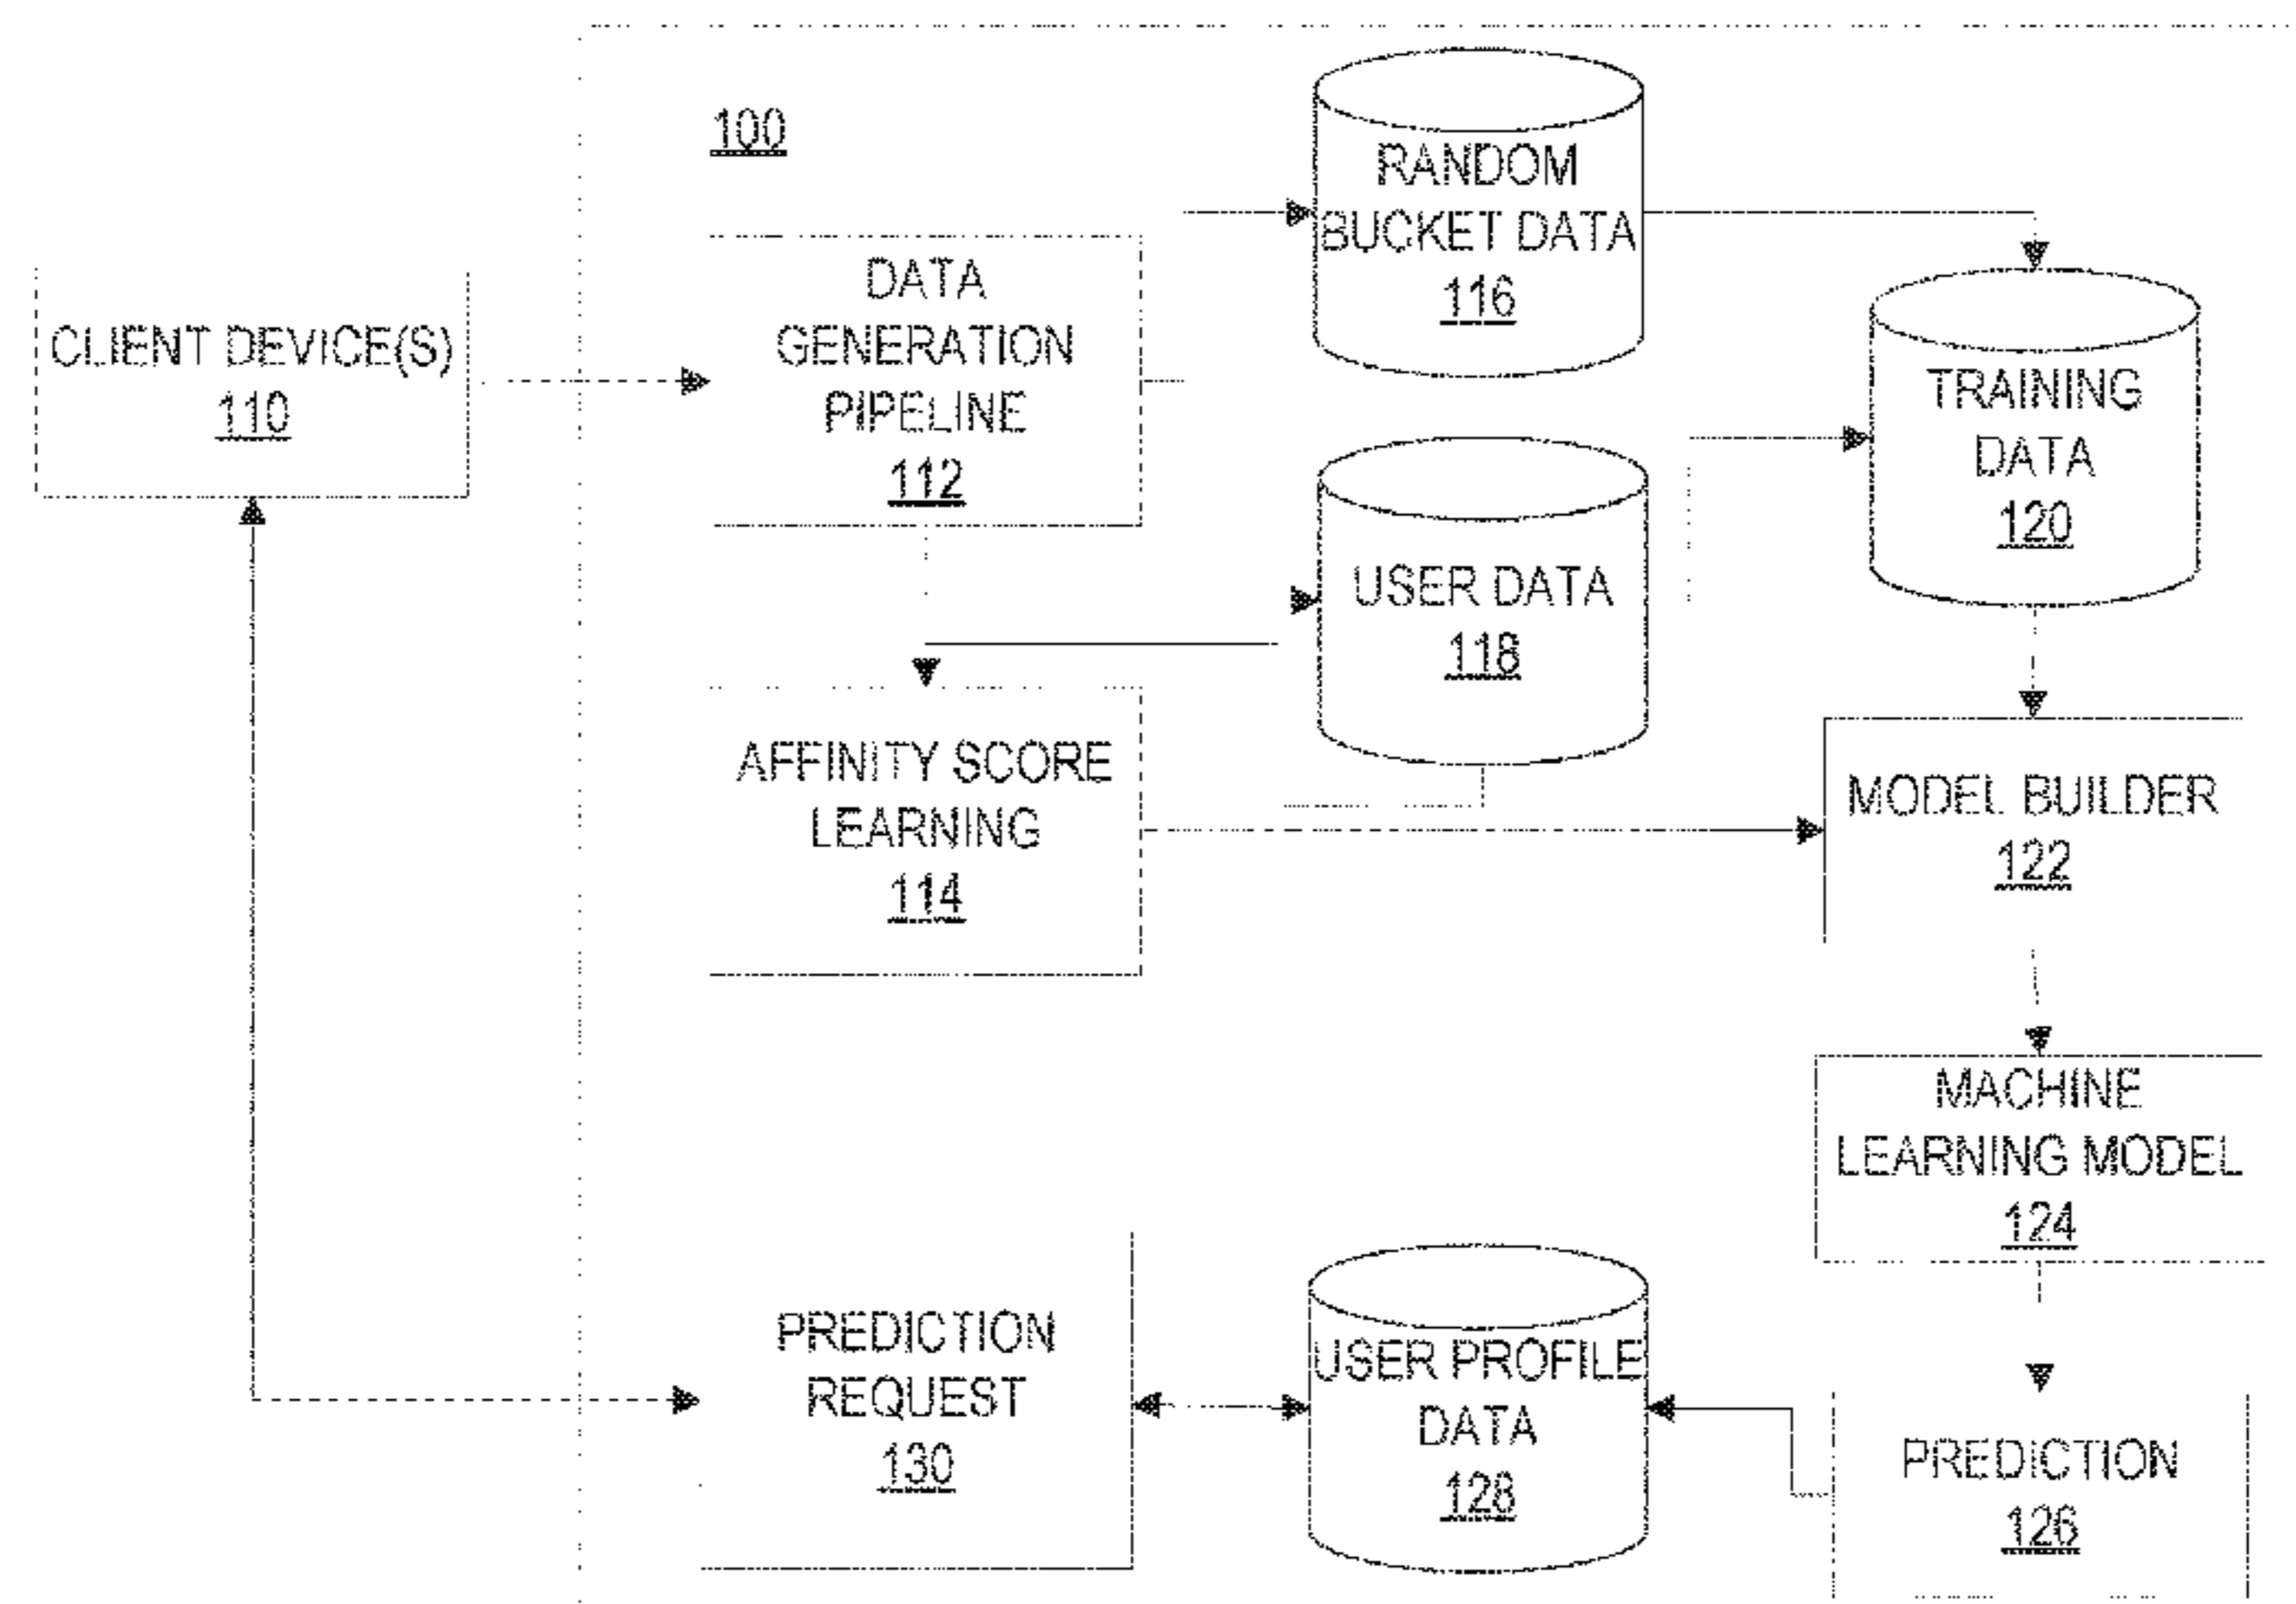 100
CLIENT DEVICE(S)
110
DATA
GENERATION
PIPELINE
112
RANDOM
BUCKET DATA
116
TRAINING
DATA
120
USER DATA
118
AFFINITY SCORE
LEARNING
114
MODEL BUILDER
122
MACHINE
LEARNING MODEL
124
PREDICTION
REQUEST
130
USER PROFILE
DATA
128
PREDICTION
126